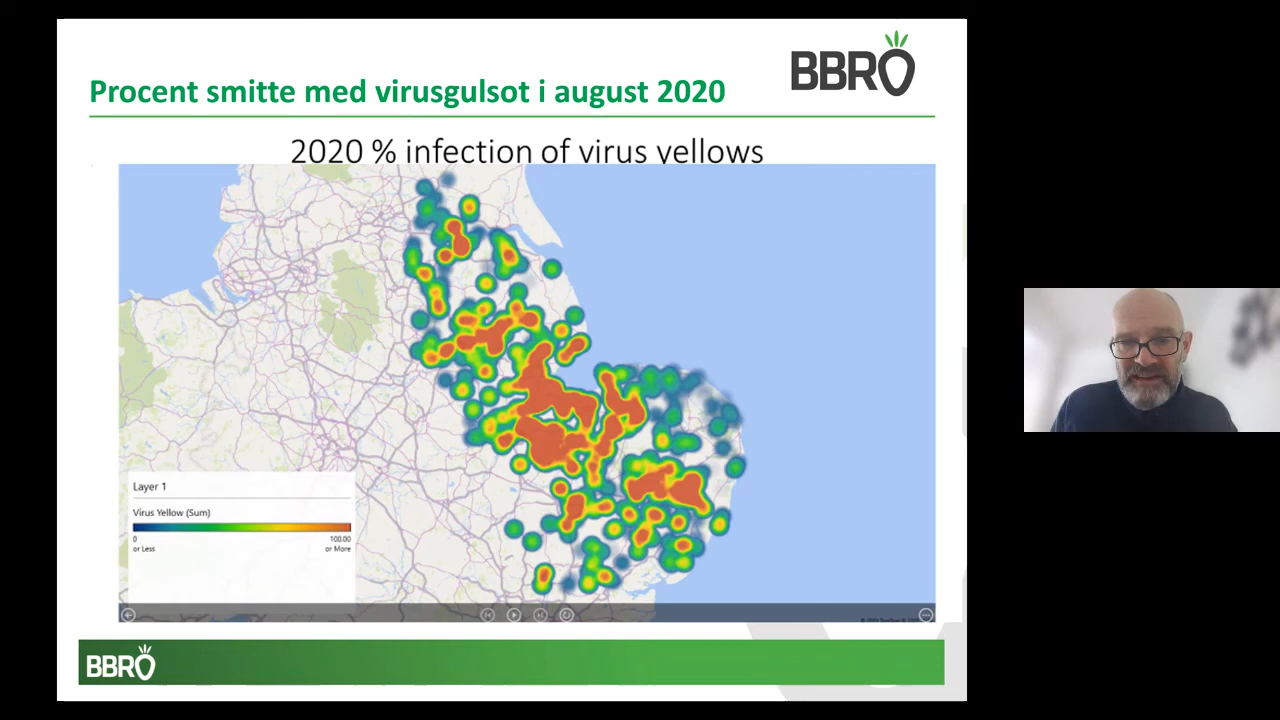 BBRO
Procent smitte med virusgulsot i august 2020
2020 % infection of virus yellows
Layer 1
Virus Yellow (Sum)
0 100.00
or Less or More
BBRO